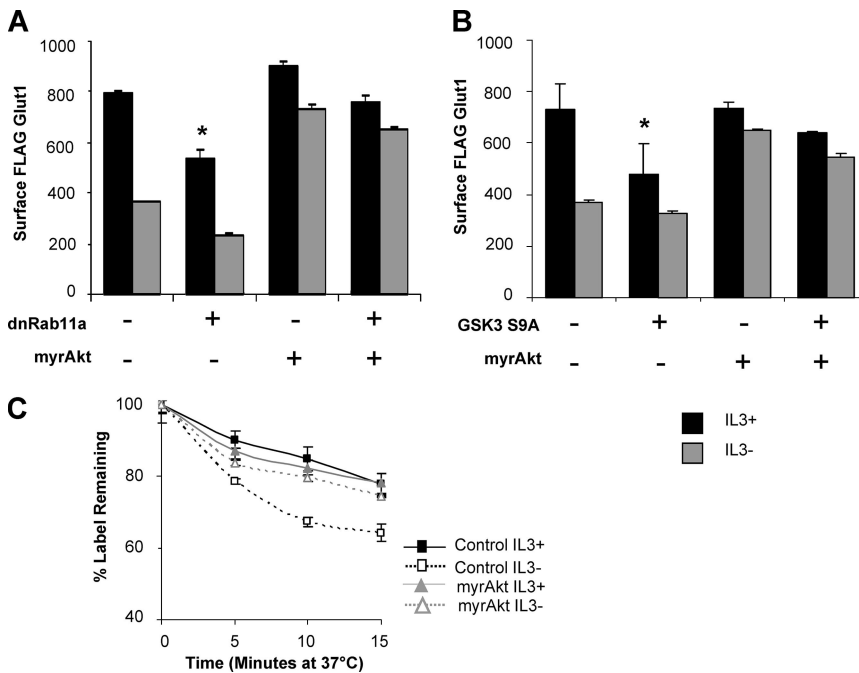 A
Surface FLAG Glut1
1000
800
600
400
200
0
*
dnRab11a - + - +
myrAkt - - + +
B
Surface FLAG Glut1
1000
800
600
400
200
0
*
GSK3 S9A - + - +
myrAkt - - + +
IL3+
IL3-
C
% Label Remaining
100
80
60
40
0 5 10 15
Time (Minutes at 37°C)
Control IL3+
Control IL3-
myrAkt IL3+
myrAkt IL3-